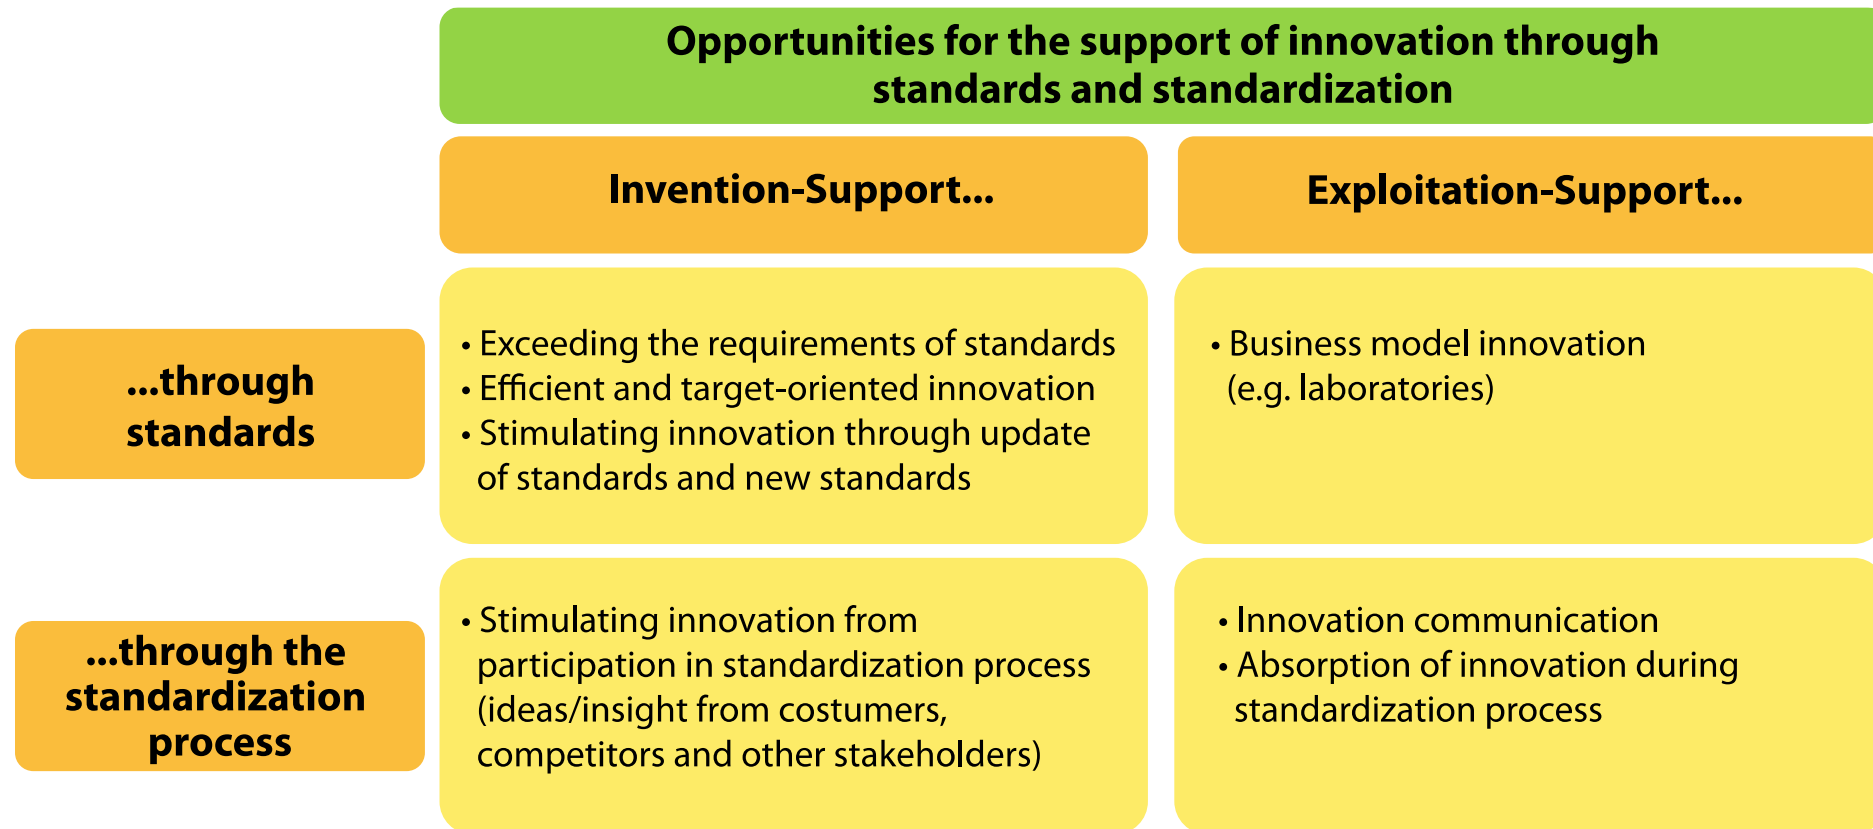 Opportunities for the support of innovation through
standards and standardization
Invention-Support...
Exploitation-Support...
...through
standards
• Exceeding the requirements of standards
• Efficient and target-oriented innovation
• Stimulating innovation through update
of standards and new standards
• Business model innovation
(e.g. laboratories)
...through the
standardization
process
• Stimulating innovation from
participation in standardization process
(ideas/insight from costumers,
competitors and other stakeholders)
• Innovation communication
• Absorption of innovation during
standardization process